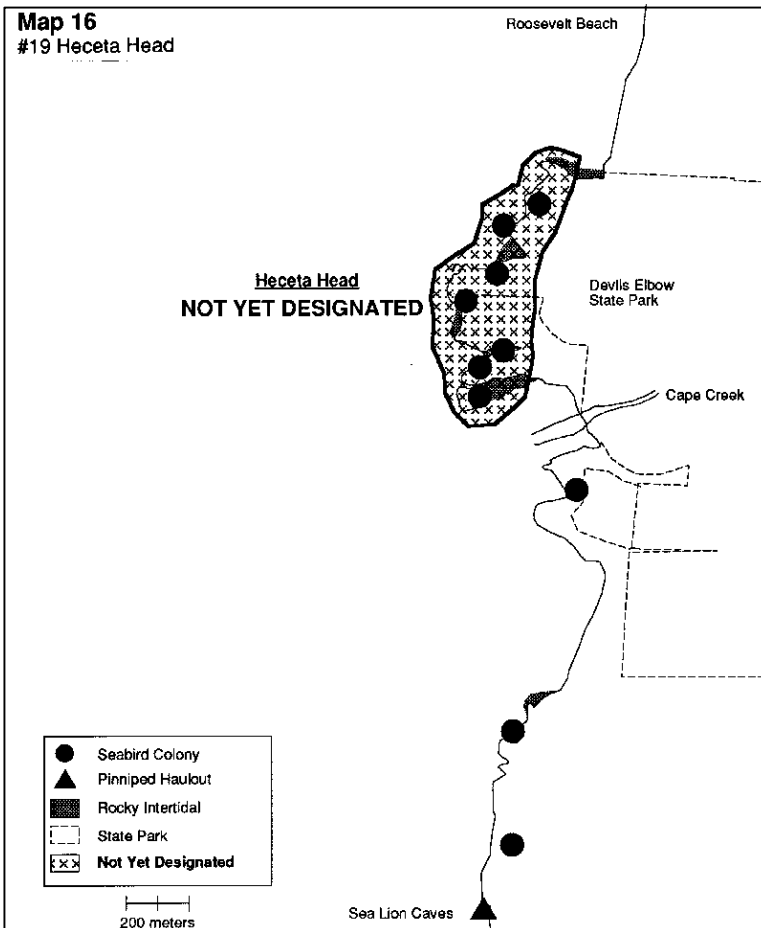 Map 16
#19 Heceta Head
Roosevelt Beach
Heceta Head
NOT YET DESIGNATED
Devils Elbow
State Park
Cape Creek
Seabird Colony
Pinniped Haulout
Rocky Intertidal
State Park
Not Yet Designated
200 meters
Sea Lion Caves